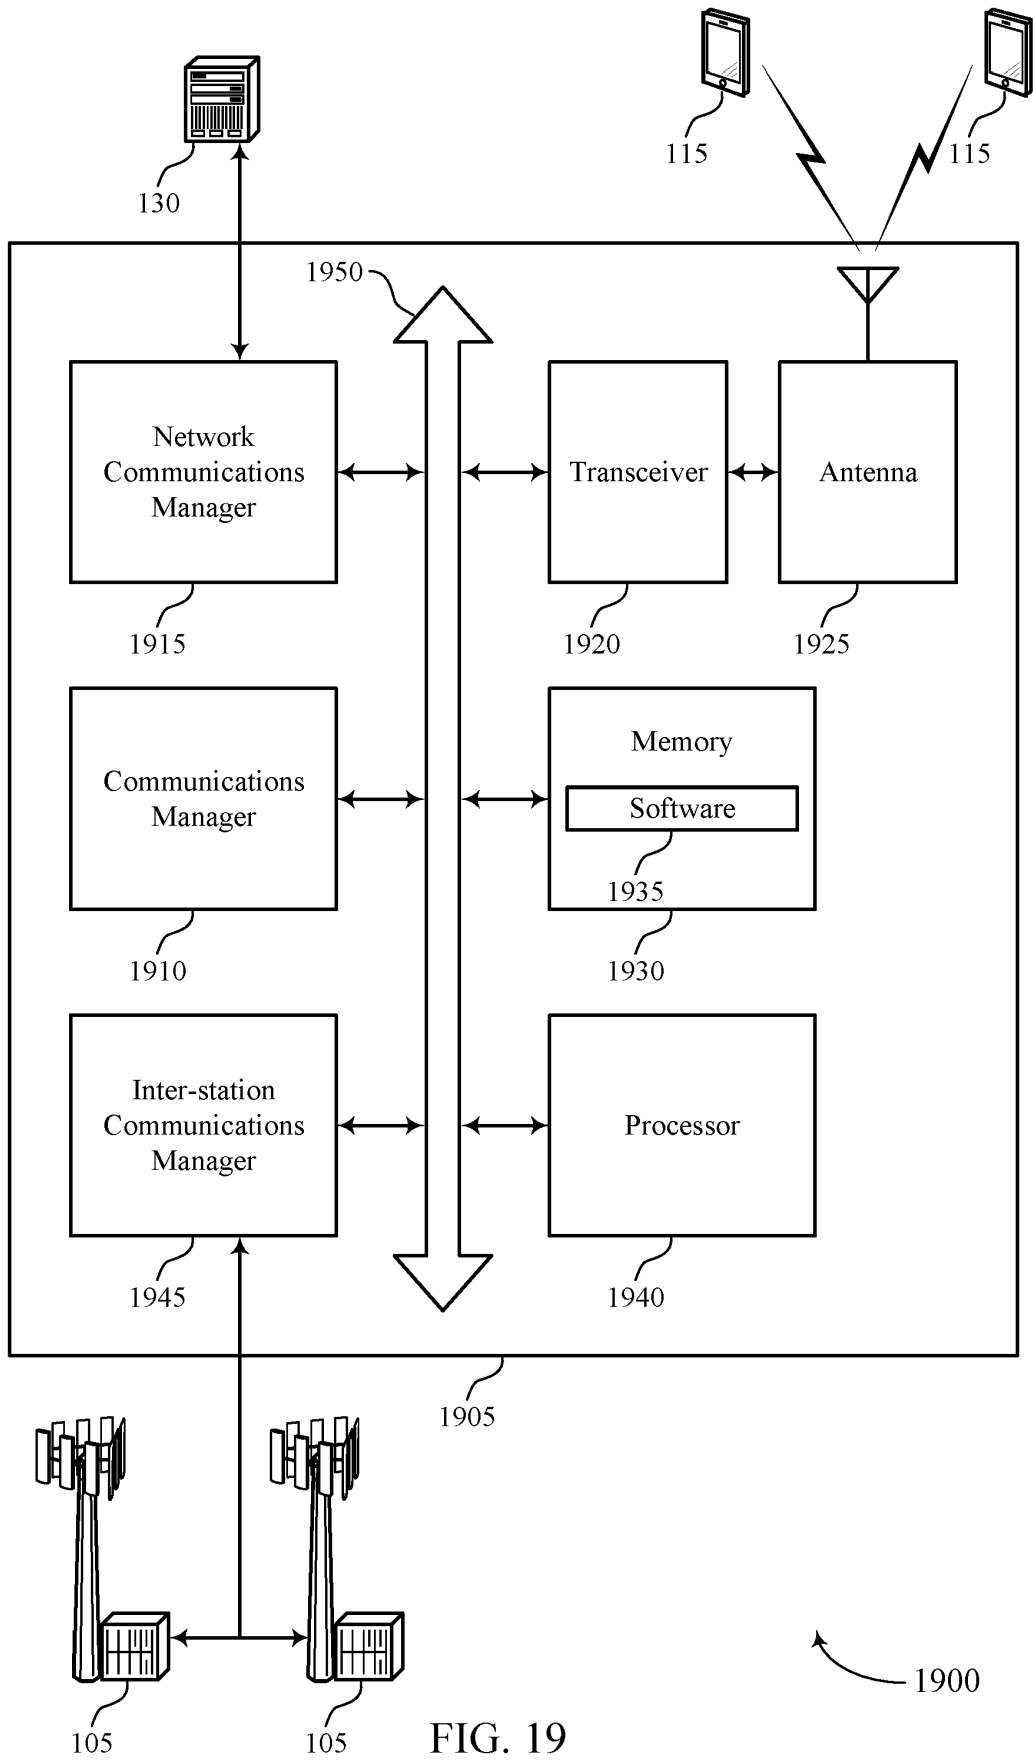 115
115
130
1950
Network
Communications
Manager
Transceiver
Antenna
1915
1920
1925
Communications
Manager
Memory
Software
1935
1910
1930
Inter-station
Communications
Manager
Processor
1945
1940
1905
1900
105
105
FIG. 19